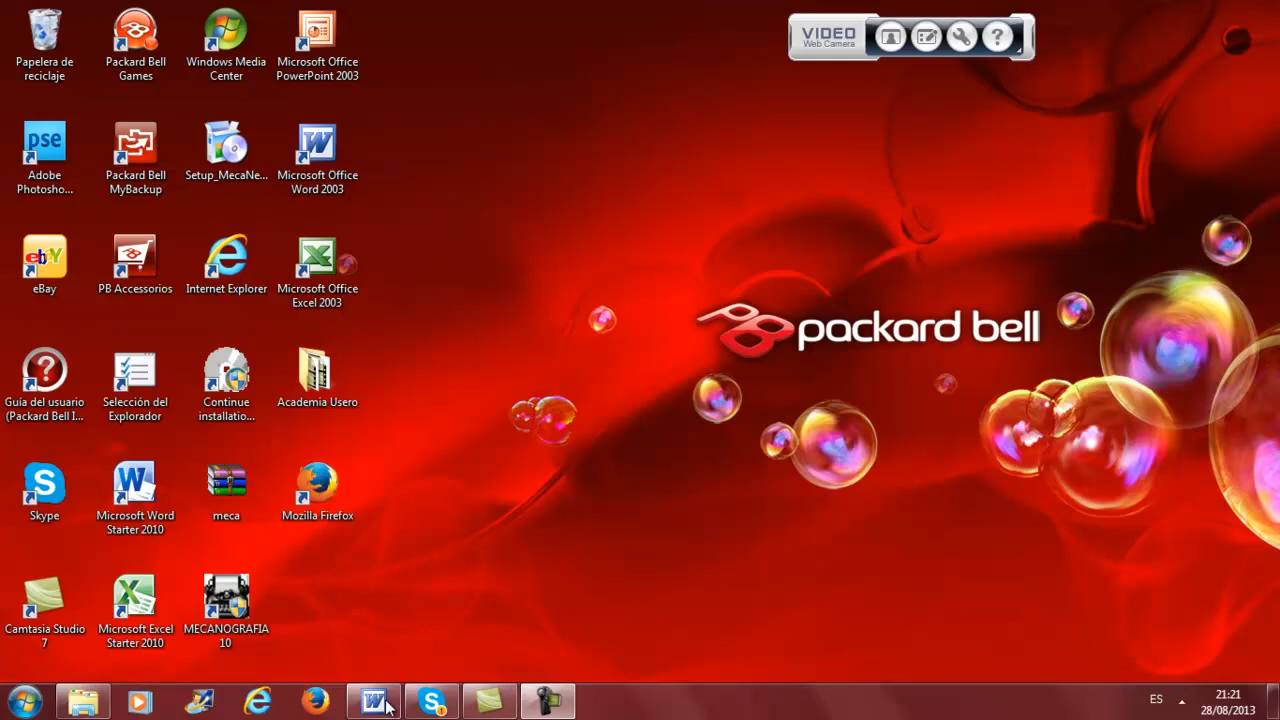 Papelera de
reciclaje
Packard Bell
Games
Windows Media
Center
Microsoft Office
PowerPoint 2003
VIDEO
Web Camera
pse
Adobe
Photosho...
Packard Bell
MyBackup
Setup_MecaNe...
Microsoft Office
Word 2003
ebY
eBay
PB Accessorios
Internet Explorer
Microsoft Office
Excel 2003
packard bell
Guía del usuario
(Packard Bell I...
Selección del
Explorador
Continue
installatio...
Academia Usero
Skype
Microsoft Word
Starter 2010
meca
Mozilla Firefox
Camtasia Studio
7
Microsoft Excel
Starter 2010
MECANOGRAFIA
10
ES
21:21
28/08/2013